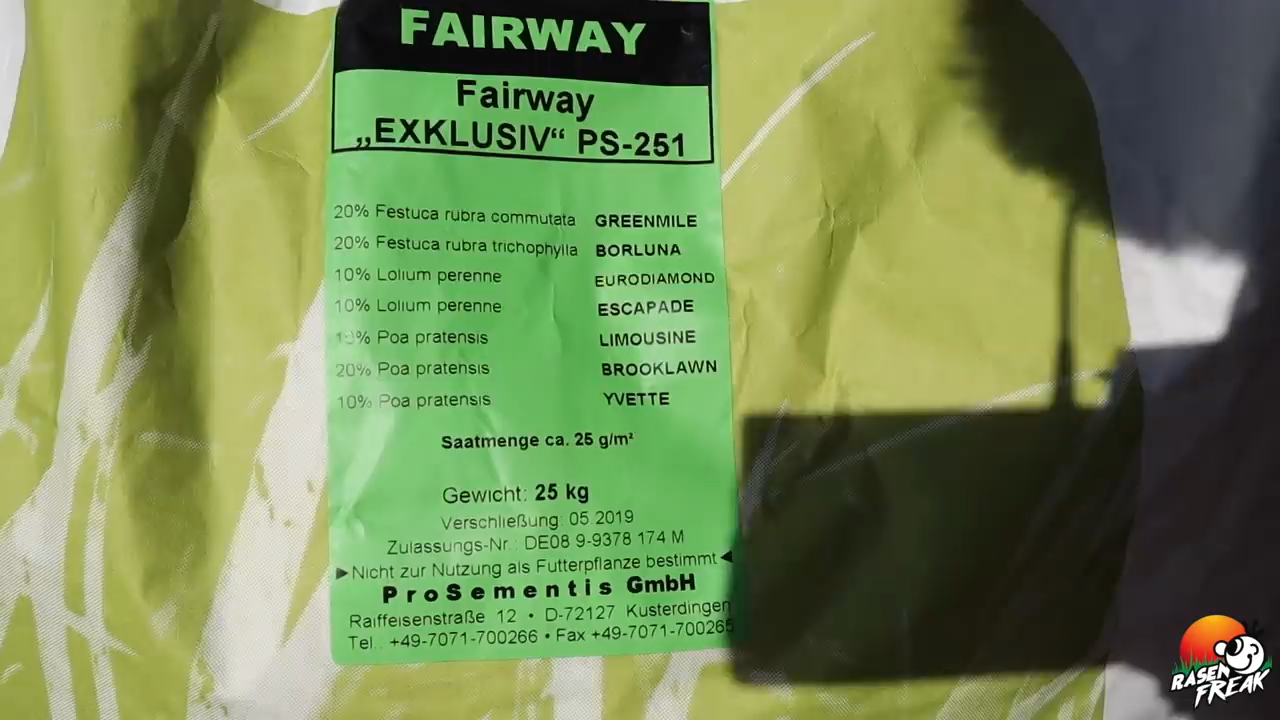 FAIRWAY
Fairway
„EXKLUSIV“ PS-251
20% Festuca rubra commutata GREENMILE
20% Festuca rubra trichophylla BORLUNA
10% Lolium perenne EURODIAMOND
10% Lolium perenne ESCAPADE
Poa pratensis LIMOUSINE
20% Poa pratensis BROOKLAWN
10% Poa pratensis YVETTE
Saatmenge ca. 25 g/m²
Gewicht: 25 kg
Verschließung: 05.2019
Zulassungs-Nr.: DE08 9-9378 174 M
▶Nicht zur Nutzung als Futterpflanze bestimmt◀
ProSementis GmbH
Raiffeisenstraße 12 • D-72127 Kusterdingen
Tel.: +49-7071-700266 • Fax +49-7071-700265
RASEN
FREAK